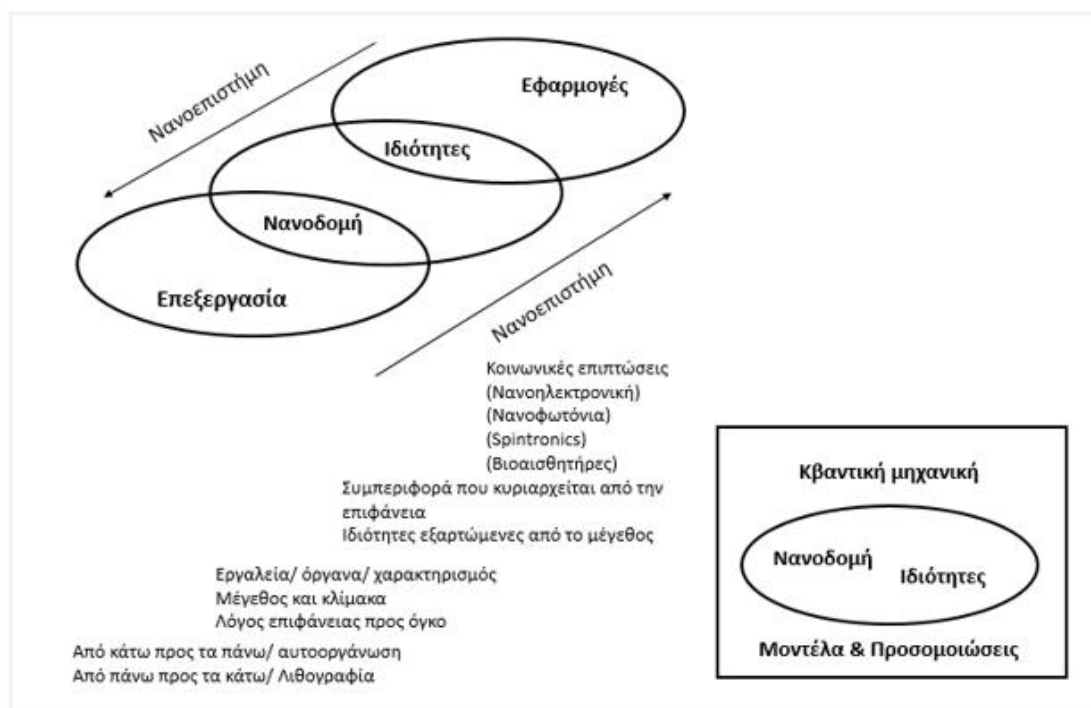 Νανοεπιστήμη
Εφαρμογές
Ιδιότητες
Νανοδομή
Επεξεργασία
Νανοεπιστήμη
Κοινωνικές επιπτώσεις
(Νανοηλεκτρονική)
(Νανοφωτόνια)
(Spintronics)
(Βιοαισθητήρες)
Συμπεριφορά που κυριαρχείται από την
επιφάνεια
Ιδιότητες εξαρτώμενες από το μέγεθος
Εργαλεία/ όργανα/ χαρακτηρισμός
Μέγεθος και κλίμακα
Λόγος επιφάνειας προς όγκο
Από κάτω προς τα πάνω/ αυτοοργάνωση
Από πάνω προς τα κάτω/ Λιθογραφία
Κβαντική μηχανική
Νανοδομή
Ιδιότητες
Μοντέλα & Προσομοιώσεις